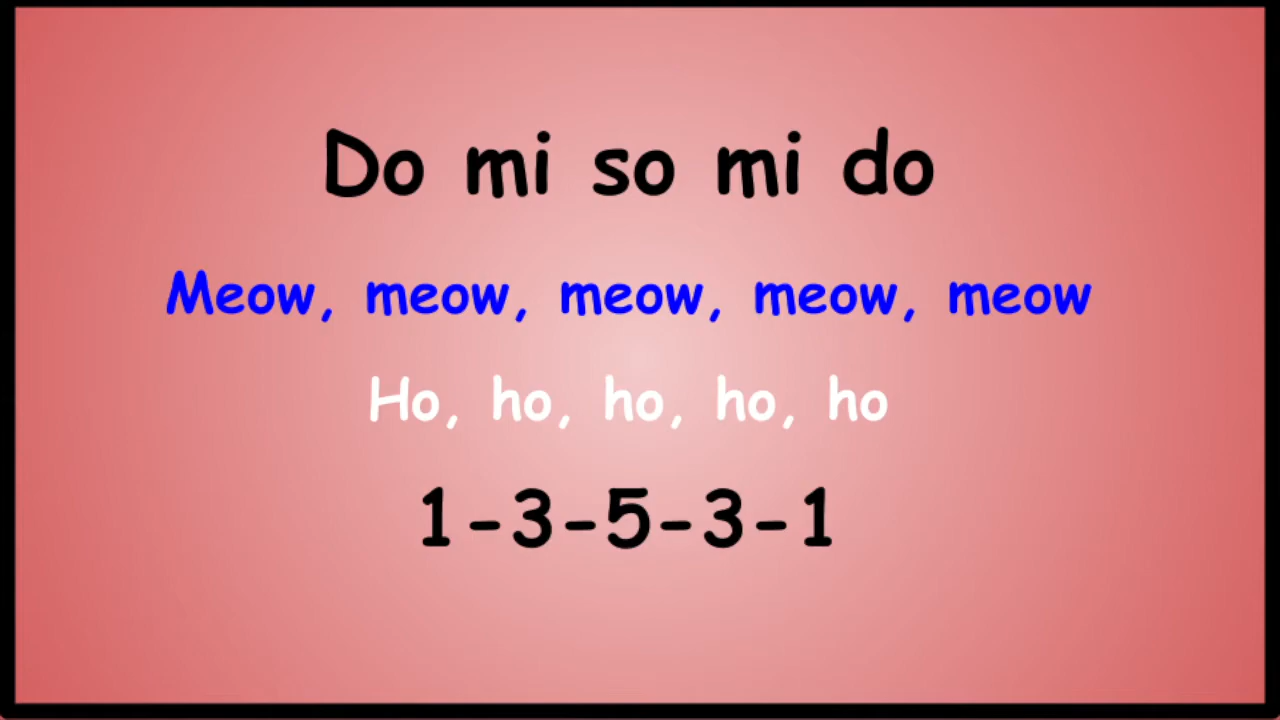 Do mi so mi do
Meow, meow, meow, meow, meow
Ho, ho, ho, ho, ho
1-3-5-3-1